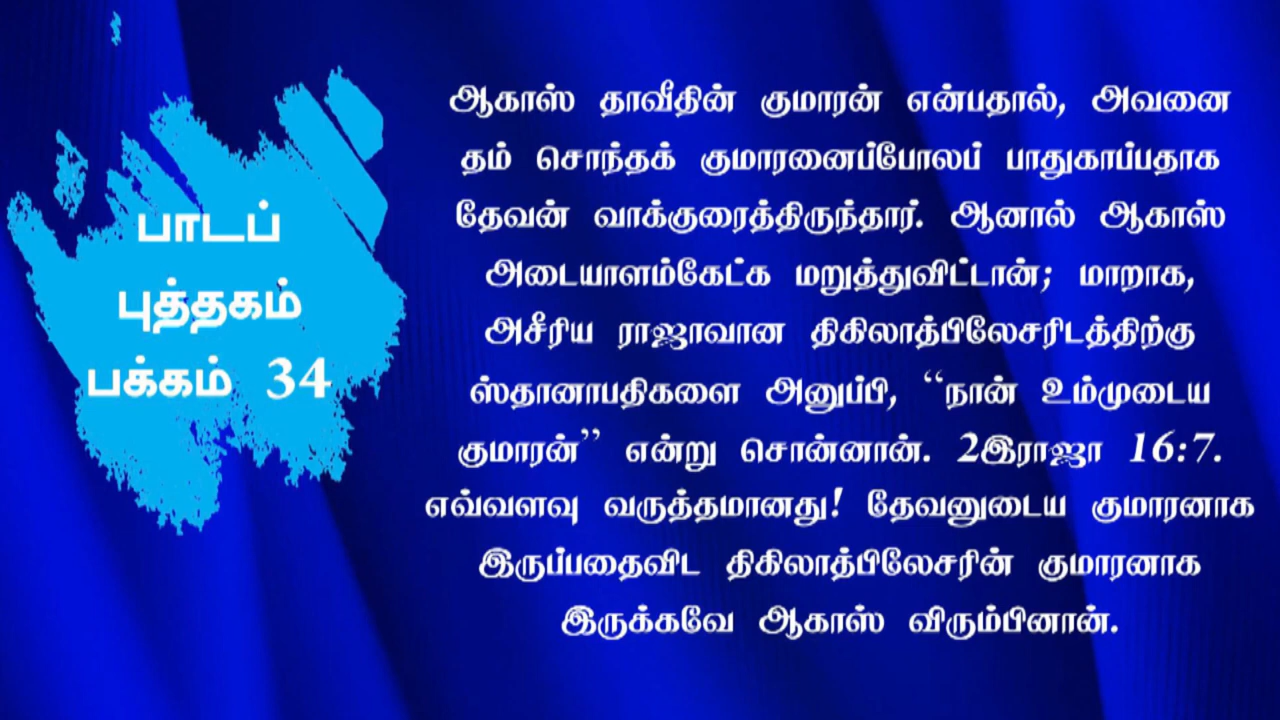 பாடப்
புத்தகம்
பக்கம் 34
ஆகாஸ் தாவீதின் குமாரன் என்பதால், அவனை
தம் சொந்தக் குமாரனைப்போலப் பாதுகாப்பதாக
தேவன் வாக்குரைத்திருந்தார். ஆனால் ஆகாஸ்
அடையாளம்கேட்க மறுத்துவிட்டான்; மாறாக,
அசீரிய ராஜாவான திகிலாத்பிலேசரிடத்திற்கு
ஸ்தானாபதிகளை அனுப்பி, “நான் உம்முடைய
குமாரன்” என்று சொன்னான். 2இராஜா 16:7.
எவ்வளவு வருத்தமானது! தேவனுடைய குமாரனாக
இருப்பதைவிட திகிலாத்பிலேசரின் குமாரனாக
இருக்கவே ஆகாஸ் விரும்பினான்.